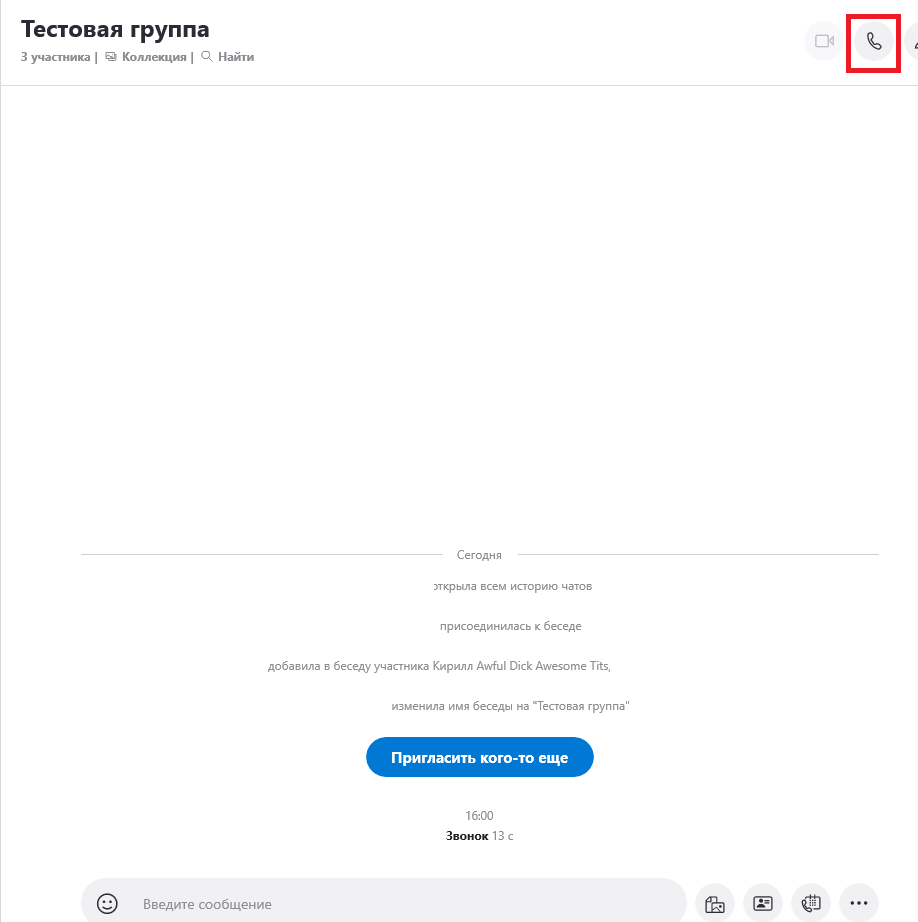 Тестовая группа
3 участника | Коллекция | Найти
Сегодня
открыла всем историю чатов
присоединилась к беседе
добавила в беседу участника Кирилл Awful Dick Awesome Tits,
изменила имя беседы на "Тестовая группа"
Пригласить кого-то еще
16:00
Звонок 13 с
Введите сообщение